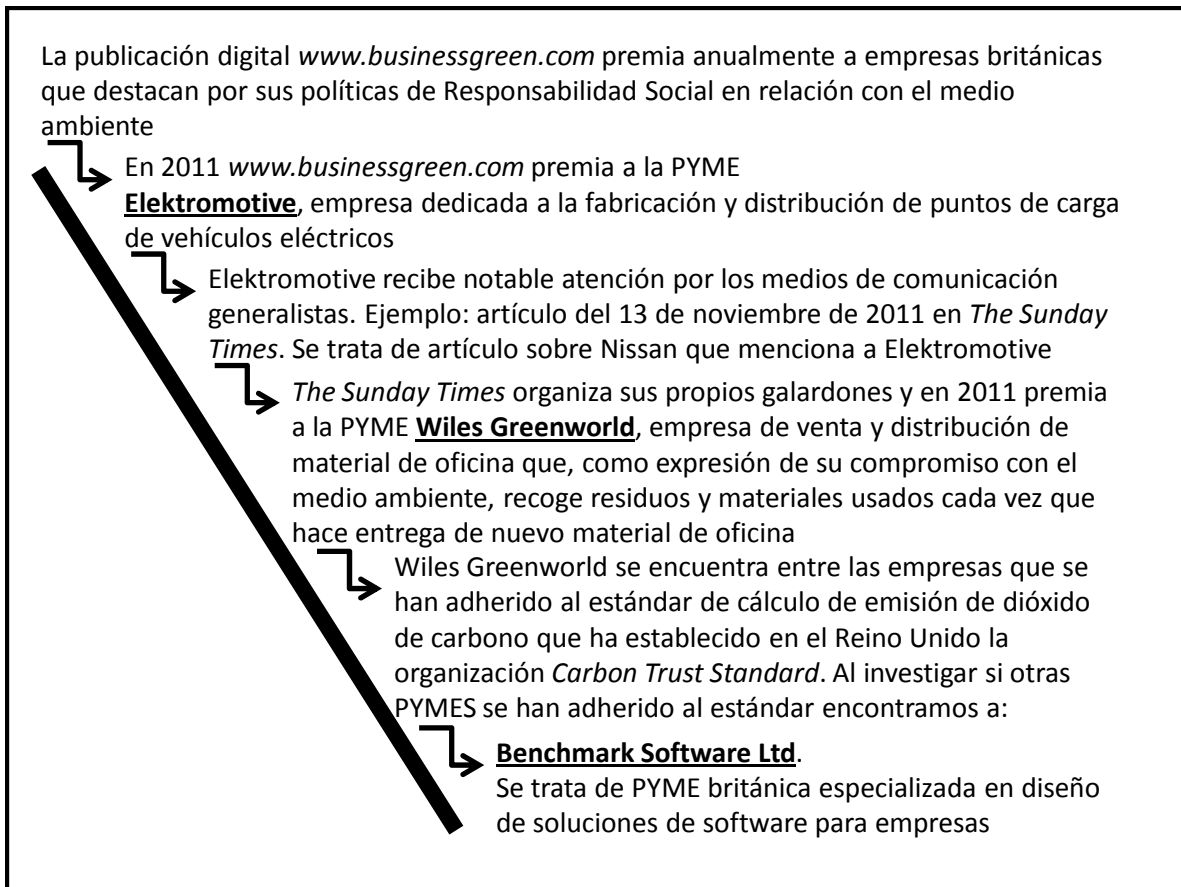 La publicación digital www.businessgreen.com premia anualmente a empresas británicas
que destacan por sus políticas de Responsabilidad Social en relación con el medio
ambiente
En 2011 www.businessgreen.com premia a la PYME
Elektromotive, empresa dedicada a la fabricación y distribución de puntos de carga
de vehículos eléctricos
Elektromotive recibe notable atención por los medios de comunicación
generalistas. Ejemplo: artículo del 13 de noviembre de 2011 en The Sunday
Times. Se trata de artículo sobre Nissan que menciona a Elektromotive
The Sunday Times organiza sus propios galardones y en 2011 premia
a la PYME Wiles Greenworld, empresa de venta y distribución de
material de oficina que, como expresión de su compromiso con el
medio ambiente, recoge residuos y materiales usados cada vez que
hace entrega de nuevo material de oficina
Wiles Greenworld se encuentra entre las empresas que se
han adherido al estándar de cálculo de emisión de dióxido
de carbono que ha establecido en el Reino Unido la
organización Carbon Trust Standard. Al investigar si otras
PYMES se han adherido al estándar encontramos a:
Benchmark Software Ltd.
Se trata de PYME británica especializada en diseño
de soluciones de software para empresas